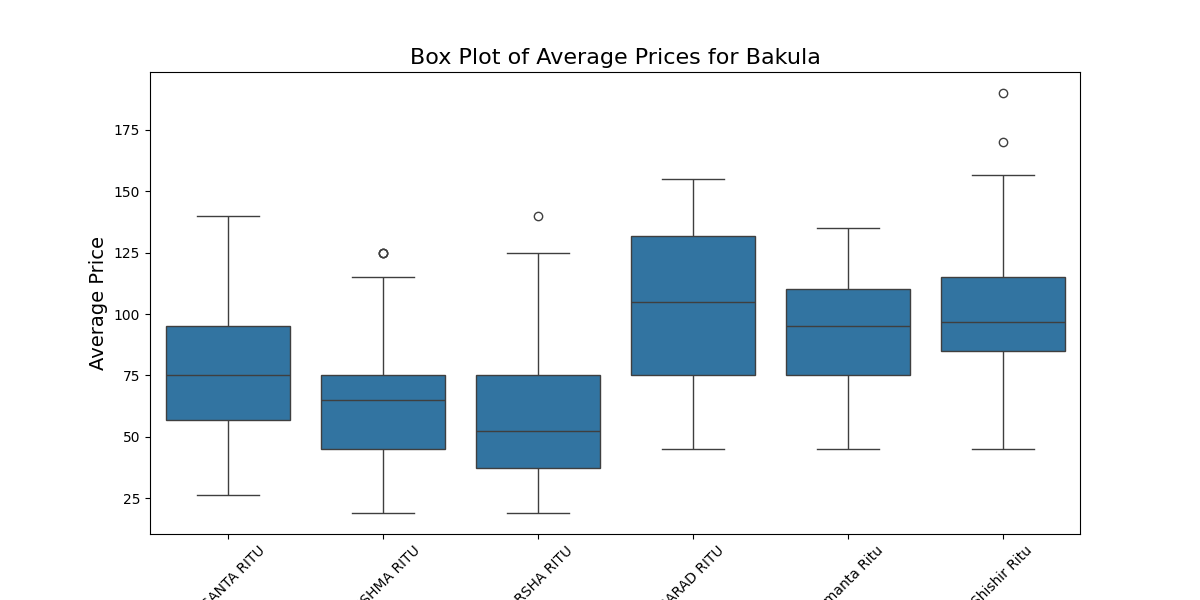 Box Plot of Average Prices for Bakula
Average Price
175
150
125
100
75
50
25
SANTA RITU
SHMA RITU
RSHA RITU
ARAD RITU
manta Ritu
Shishir Ritu